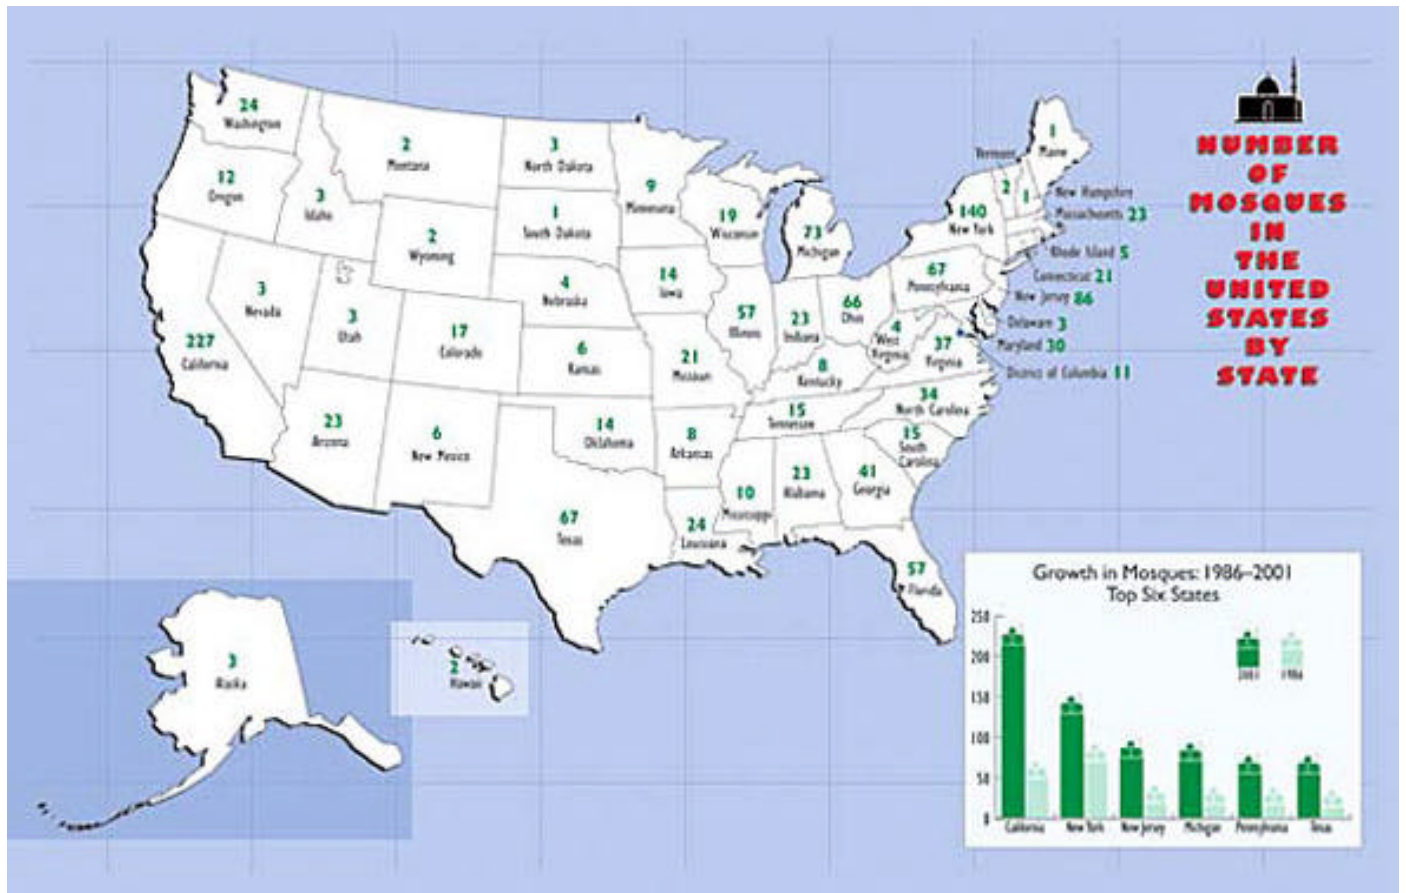 NUMBER
OF
MOSQUES
IN
THE
UNITED
STATES
BY
STATE
24
Washington
12
Oregon
227
California
3
Nevada
3
Idaho
2
Montana
2
Wyoming
3
Utah
17
Colorado
23
Arizona
6
New Mexico
3
North Dakota
1
South Dakota
4
Nebraska
6
Kansas
14
Oklahoma
67
Texas
9
Minnesota
14
Iowa
21
Missouri
8
Arkansas
24
Louisiana
19
Wisconsin
57
Illinois
73
Michigan
23
Indiana
66
Ohio
8
Kentucky
15
Tennessee
10
Mississippi
23
Alabama
41
Georgia
57
Florida
15
South
Carolina
34
North Carolina
37
Virginia
4
West
Virginia
67
Pennsylvania
140
New York
Vermont
2
1
1
Maine
New Hampshire
Massachusetts 23
Rhode Island 5
Connecticut 21
New Jersey 86
Delaware 3
Maryland 30
District of Columbia 11
3
Alaska
2
Hawaii
Growth in Mosques: 1986–2001
Top Six States
250
200
150
100
50
0
2001 1986
California New York New Jersey Michigan Pennsylvania Texas